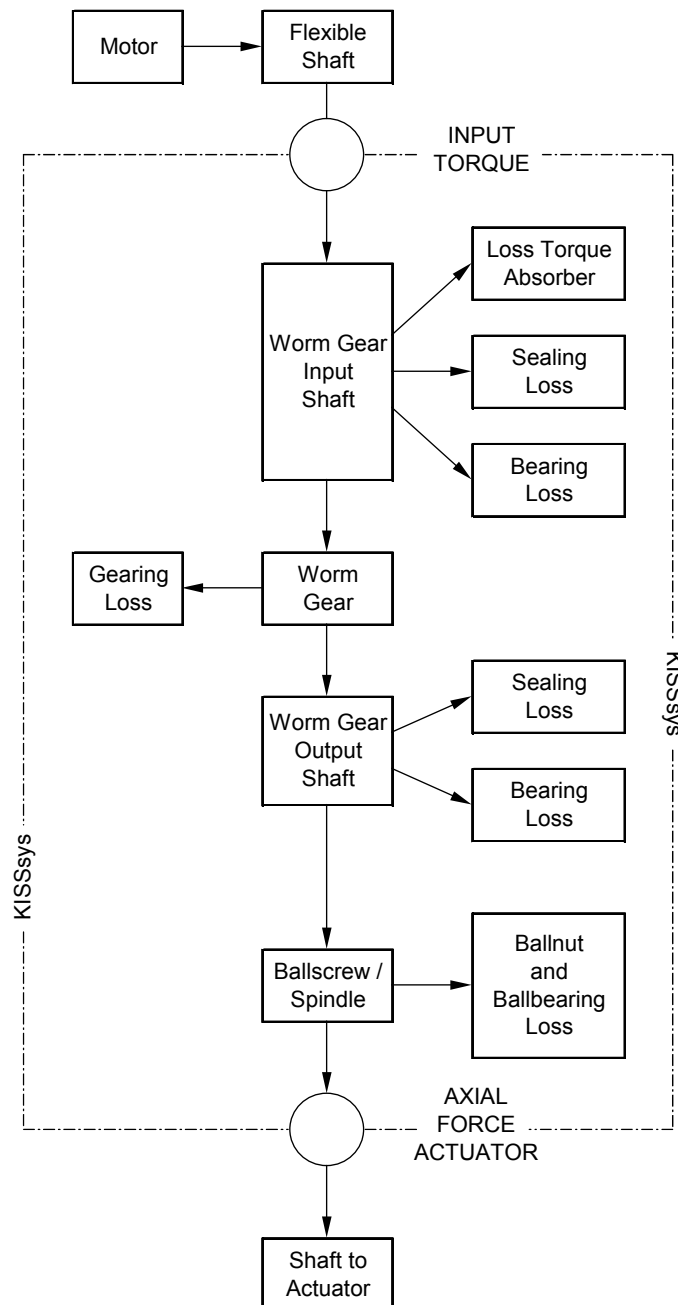 Motor
Flexible
Shaft
INPUT
TORQUE
Loss Torque
Absorber
Worm Gear
Input
Shaft
Sealing
Loss
Bearing
Loss
Gearing
Loss
Worm
Gear
Sealing
Loss
KISSsys
Worm Gear
Output
Shaft
Bearing
Loss
KISSsys
Ballscrew /
Spindle
Ballnut
and
Ballbearing
Loss
AXIAL
FORCE
ACTUATOR
Shaft to
Actuator